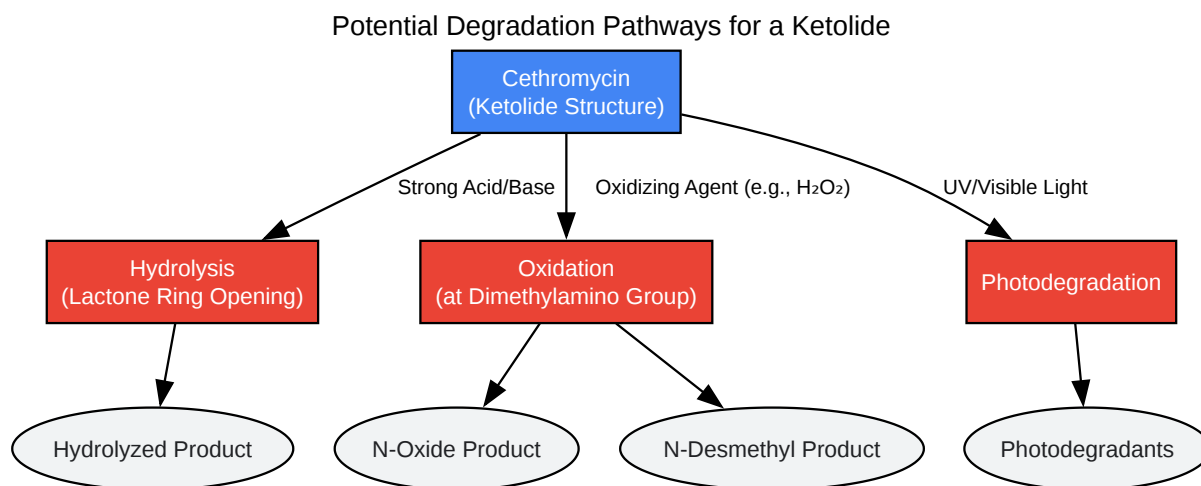 Potential Degradation Pathways for a Ketolide
Cethromycin
(Ketolide Structure)
Strong Acid/Base
Oxidizing Agent (e.g., H₂O₂)
UV/Visible Light
Hydrolysis
(Lactone Ring Opening)
Oxidation
(at Dimethylamino Group)
Photodegradation
Hydrolyzed Product
N-Oxide Product
N-Desmethyl Product
Photodegradants